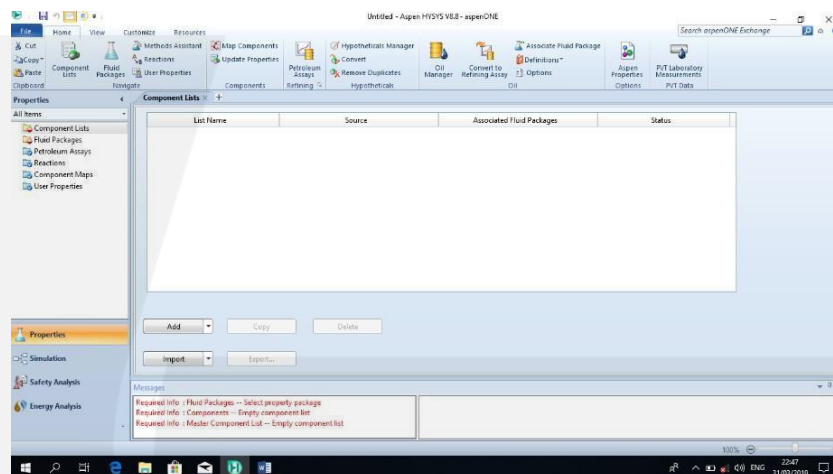 Untitled - Aspen HYSYS V8.8 - aspenONE
File Home View Customize Resources Search aspenONE Exchange
Cut
Copy
Paste
Clipboard
Component Lists
Fluid Packages
Methods Assistant
Reactions
User Properties
Navigate
Map Components
Update Properties
Components
Petroleum Assays
Refining
Hypotheticals Manager
Convert
Remove Duplicates
Hypotheticals
Oil Manager
Convert to Refining Assay
Associate Fluid Package
Definitions
Options
Oil
Aspen Properties
Options
PVT Laboratory Measurements
PVT Data
Properties
All Items
Component Lists
Fluid Packages
Petroleum Assays
Reactions
Component Maps
User Properties
Properties
Simulation
Safety Analysis
Energy Analysis
Component Lists
List Name Source Associated Fluid Packages Status
Add Copy Delete
Import Export...
Messages
Required Info : Fluid Packages -- Select property package
Required Info : Components -- Empty component list
Required Info : Master Component List -- Empty component list
100%
ENG
22:47
31/03/2019